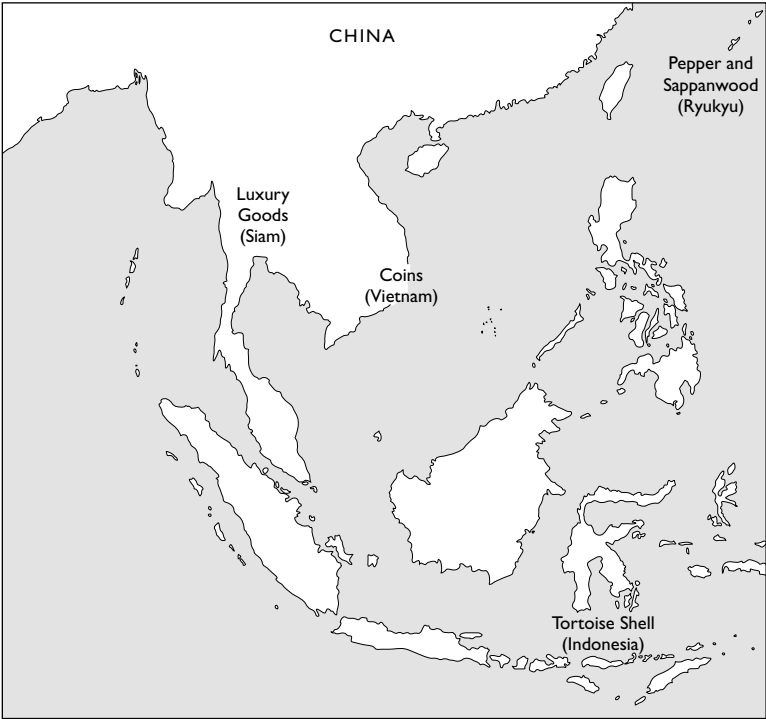 CHINA
Pepper and
Sappanwood
(Ryukyu)
Luxury
Goods
(Siam)
Coins
(Vietnam)
Tortoise Shell
(Indonesia)